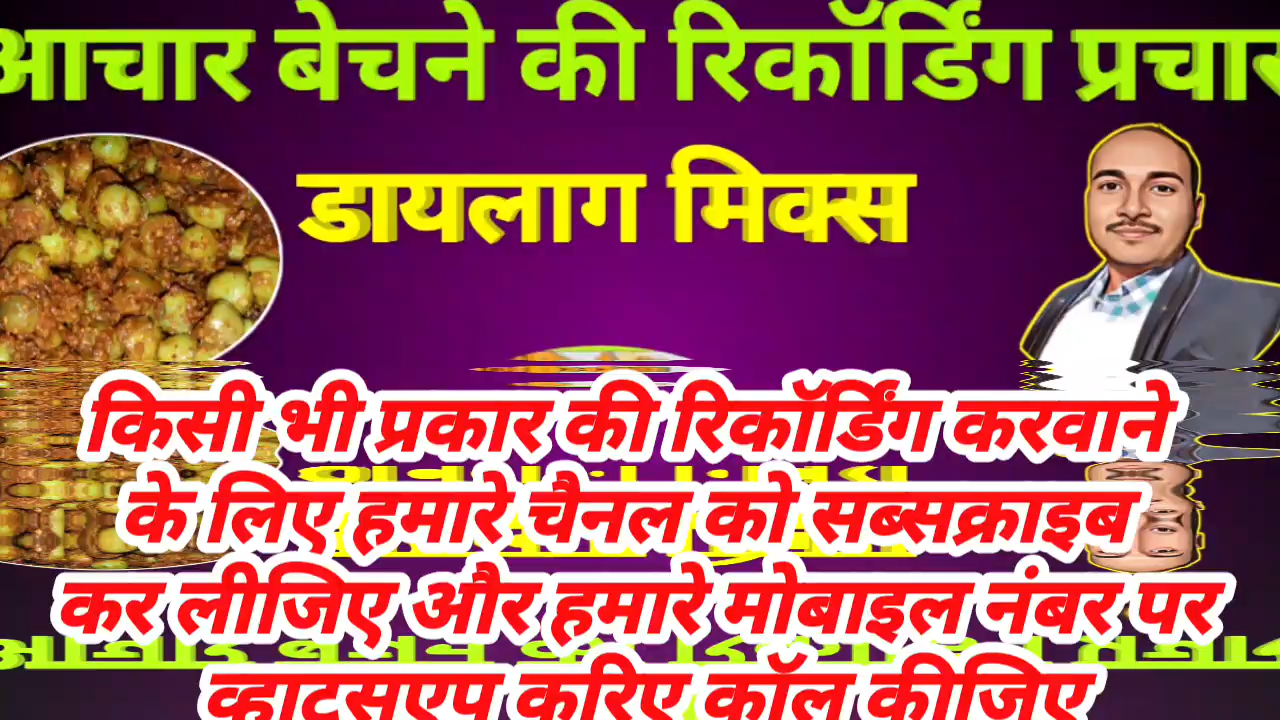 आचार बेचने की रिकॉर्डिंग प्रचार
डायलाग मिक्स
किसी भी प्रकार की रिकॉर्डिंग करवाने
के लिए हमारे चैनल को सब्सक्राइब
कर लीजिए और हमारे मोबाइल नंबर पर
व्हाटसएप करिए कॉल कीजिए